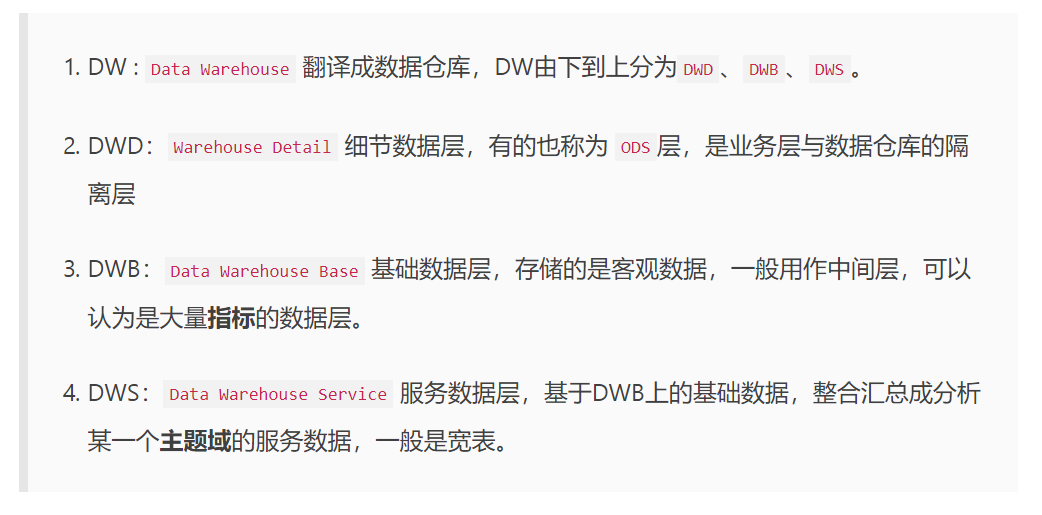 1. DW : Data Warehouse 翻译成数据仓库，DW由下到上分为DWD、DWB、DWS。
2. DWD： Warehouse Detail 细节数据层，有的也称为 ODS层，是业务层与数据仓库的隔
离层
3. DWB： Data Warehouse Base 基础数据层，存储的是客观数据，一般用作中间层，可以
认为是大量指标的数据层。
4. DWS： Data Warehouse Service 服务数据层，基于DWB上的基础数据，整合汇总成分析
某一个主题域的服务数据，一般是宽表。